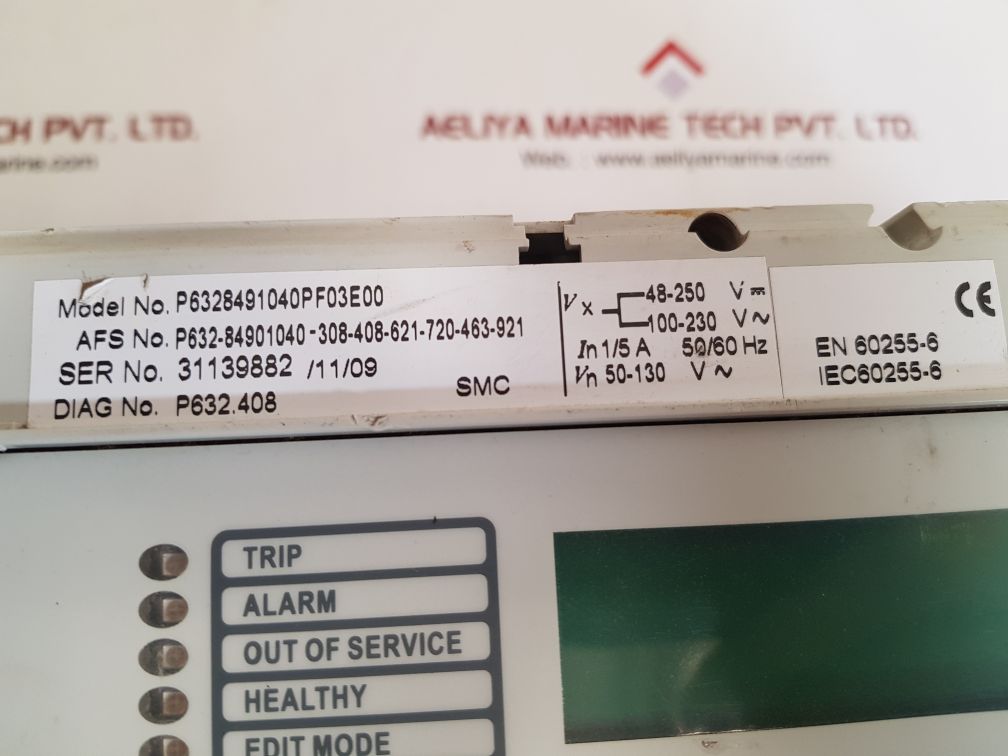 CH PVT. LTD.
arine.com
AELIYA MARINE TECH PVT. LTD.
Web. : www.aeliyamarine.com
Model No. P6328491040PF03E00
AFS No. P632-84901040-308-408-621-720-463-921
SER No. 31139882 /11/09
DIAG No. P632.408
SMC
Vx 48-250 V ⎓
100-230 V ~
In 1/5 A 50/60 Hz
Vn 50-130 V ~
CE
EN 60255-6
IEC60255-6
TRIP
ALARM
OUT OF SERVICE
HEALTHY
EDIT MODE